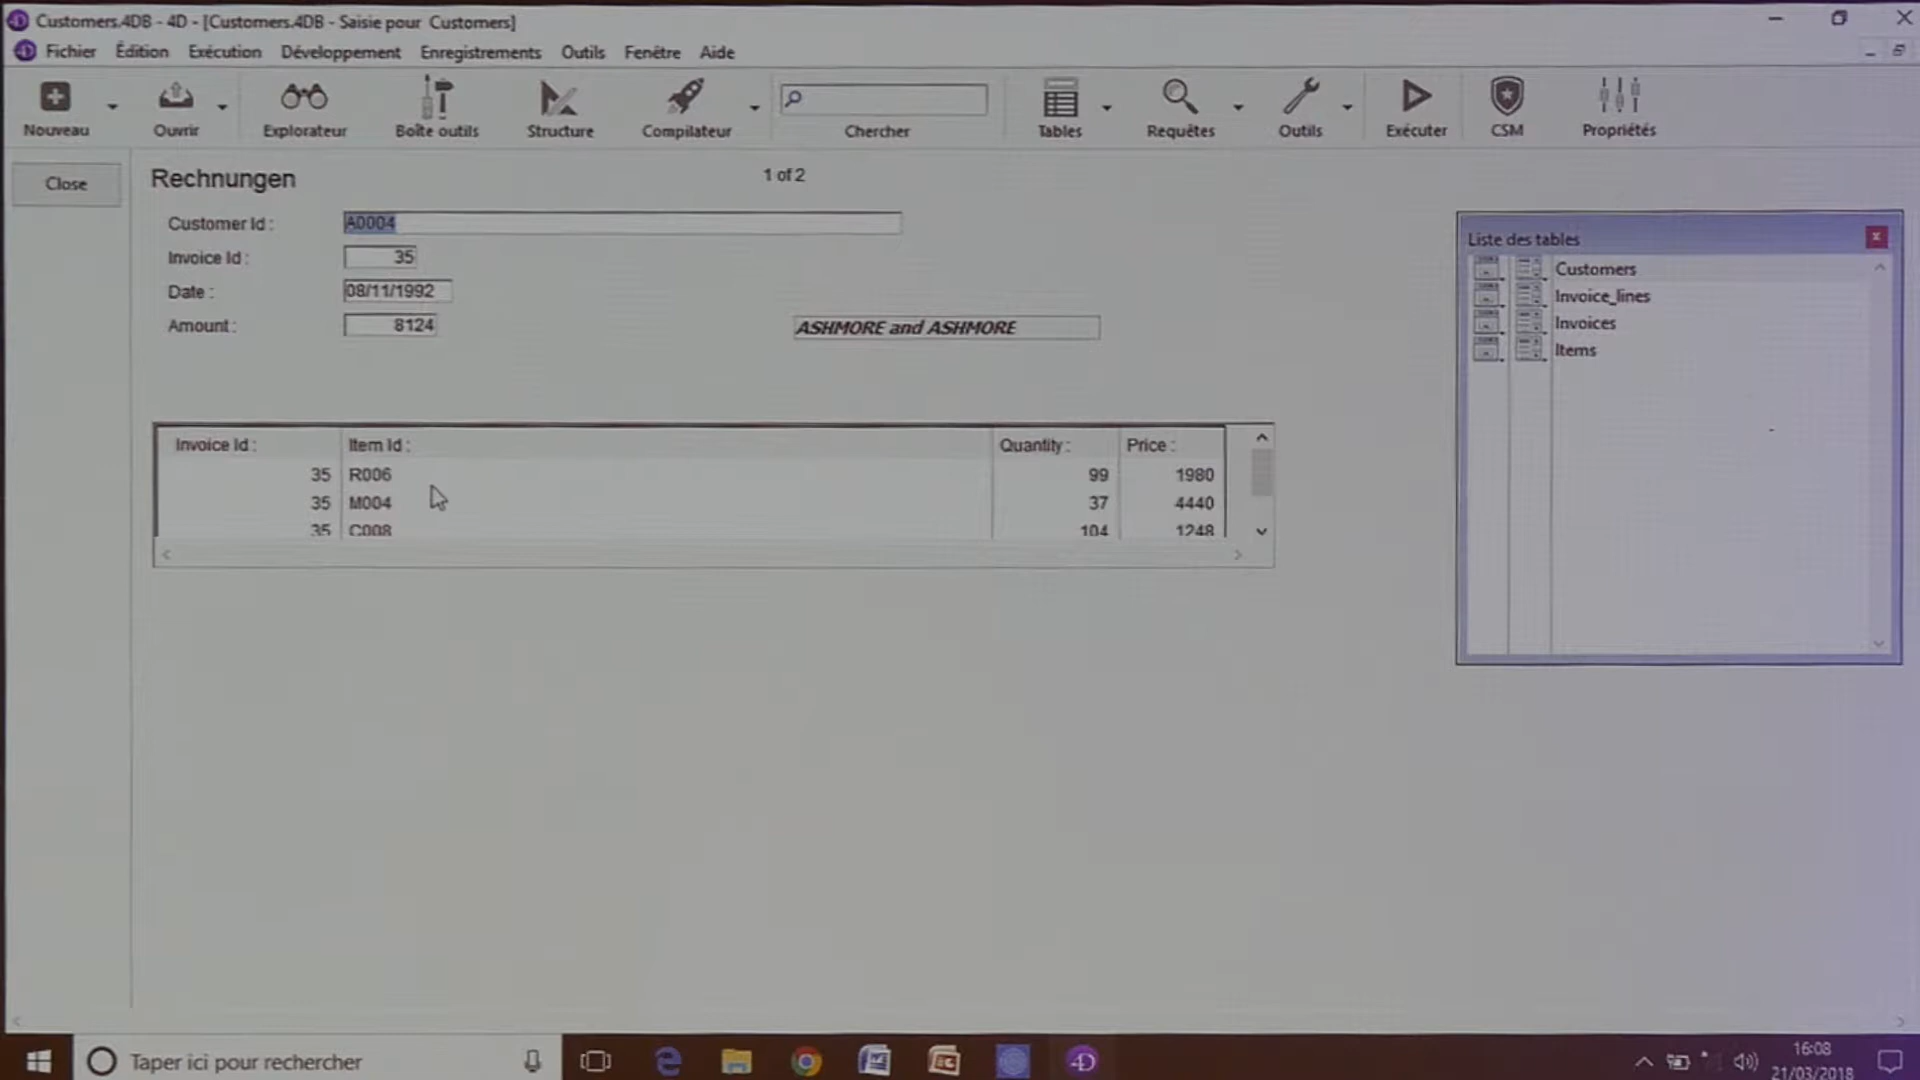 Customers.4DB - 4D - [Customers.4DB - Saisie pour Customers]
Fichier Édition Exécution Développement Enregistrements Outils Fenêtre Aide
Nouveau Ouvrir Explorateur Boîte outils Structure Compilateur Chercher Tables Requêtes Outils Exécuter CSM Propriétés
Close
Rechnungen 1 of 2
Customer Id : A0004
Invoice Id : 35
Date : 08/11/1992
Amount : 8124
ASHMORE and ASHMORE
Invoice Id : Item Id : Quantity : Price :
35 R006 99 1980
35 M004 37 4440
35 C008 104 1248
Liste des tables
Customers
Invoice_lines
Invoices
Items
Taper ici pour rechercher
16:08
21/03/2018